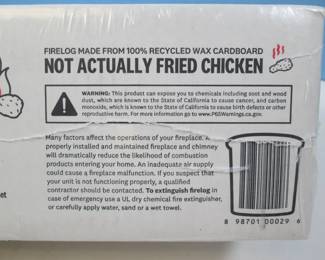 FIRELOG MADE FROM 100% RECYCLED WAX CARDBOARD
NOT ACTUALLY FRIED CHICKEN
WARNING: This product can expose you to chemicals including soot and wood
dust, which are known to the State of California to cause cancer, and carbon
monoxide, which is known to the State of California to cause birth defects or other
reproductive harm. For more information go to www.P65Warnings.ca.gov.
Many factors affect the operations of your fireplace. A
properly installed and maintained fireplace and chimney
will dramatically reduce the likelihood of combustion
products entering your home. An inadequate air supply
could cause a fireplace malfunction. If you suspect that
your unit is not functioning properly, a qualified
contractor should be contacted. To extinguish firelog in
case of emergency use a UL dry chemical fire extinguisher,
or carefully apply water, sand or a wet towel.
et
8 98701 00029 6